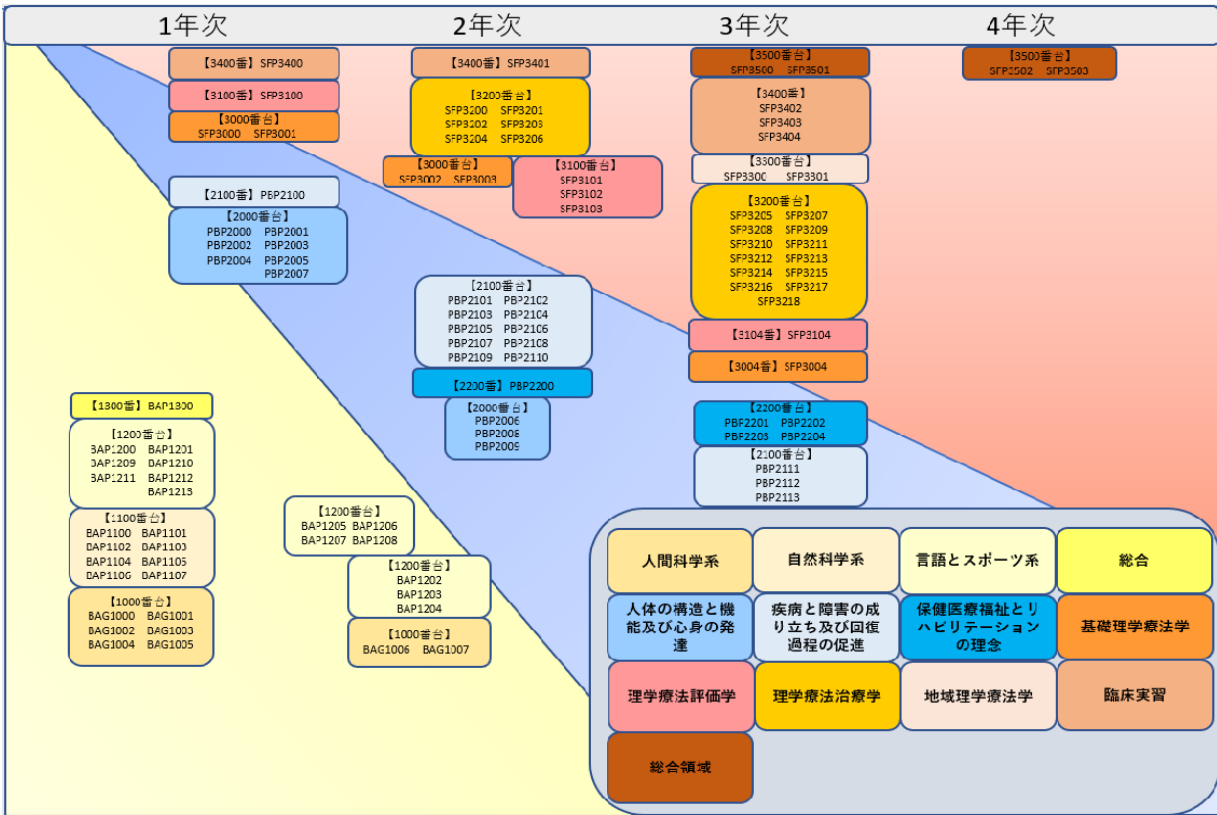 1年次
2年次
3年次
4年次
【3400番】SFP3400
【3100番】SFP3100
【3000番台】
SFP3000 SFP3001
【2100番】PBP2100
【2000番台】
PBP2000 PBP2001
PBP2002 PBP2003
PBP2004 PBP2005
PBP2007
【1300番】BAP1300
【1200番台】
BAP1200 BAP1201
BAP1209 BAP1210
BAP1211 BAP1212
BAP1213
【1100番台】
BAP1100 BAP1101
BAP1102 BAP1103
BAP1104 BAP1105
BAP1106 BAP1107
【1000番台】
BAG1000 BAG1001
BAG1002 BAG1003
BAG1004 BAG1005
【1200番台】
BAP1205 BAP1206
BAP1207 BAP1208
【1200番台】
BAP1202
BAP1203
BAP1204
【1000番台】
BAG1006 BAG1007
【3400番】SFP3401
【3200番台】
SFP3200 SFP3201
SFP3202 SFP3203
SFP3204 SFP3206
【3000番台】
SFP3002 SFP3003
【3100番台】
SFP3101
SFP3102
SFP3103
【2100番台】
PBP2101 PBP2102
PBP2103 PBP2104
PBP2105 PBP2106
PBP2107 PBP2108
PBP2109 PBP2110
【2200番】PBP2200
【2000番台】
PBP2006
PBP2008
PBP2009
【3500番台】
SFP3500 SFP3501
【3400番台】
SFP3402
SFP3403
SFP3404
【3300番台】
SFP3300 SFP3301
【3200番台】
SFP3205 SFP3207
SFP3208 SFP3209
SFP3210 SFP3211
SFP3212 SFP3213
SFP3214 SFP3215
SFP3216 SFP3217
SFP3218
【3104番】SFP3104
【3004番】SFP3004
【2200番台】
PBP2201 PBP2202
PBP2203 PBP2204
【2100番台】
PBP2111
PBP2112
PBP2113
【3500番台】
SFP3502 SFP3503
人間科学系
自然科学系
言語とスポーツ系
総合
人体の構造と機
能及び心身の発
達
疾病と障害の成
り立ち及び回復
過程の促進
保健医療福祉とリ
ハビリテーション
の理念
基礎理学療法学
理学療法評価学
理学療法治療学
地域理学療法学
臨床実習
総合領域